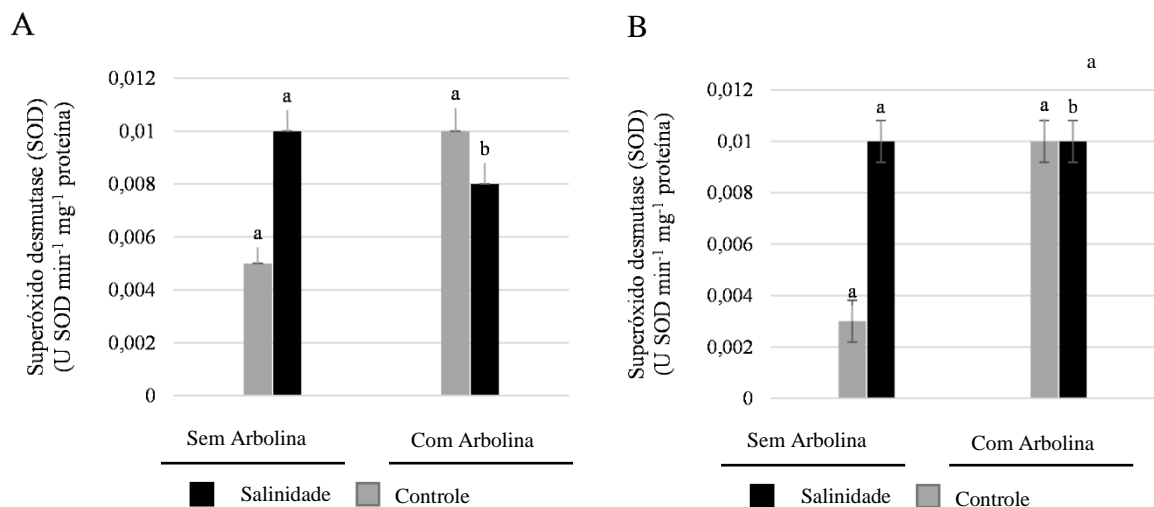 A
Superóxido desmutase (SOD)
(U SOD min⁻¹ mg⁻¹ proteína)
0,012
0,01
0,008
0,006
0,004
0,002
0
a
a
a
b
Sem Arbolina
Com Arbolina
Salinidade
Controle
B
Superóxido desmutase (SOD)
(U SOD min⁻¹ mg⁻¹ proteína)
0,012
0,01
0,008
0,006
0,004
0,002
0
a
a
a
b
a
Sem Arbolina
Com Arbolina
Salinidade
Controle